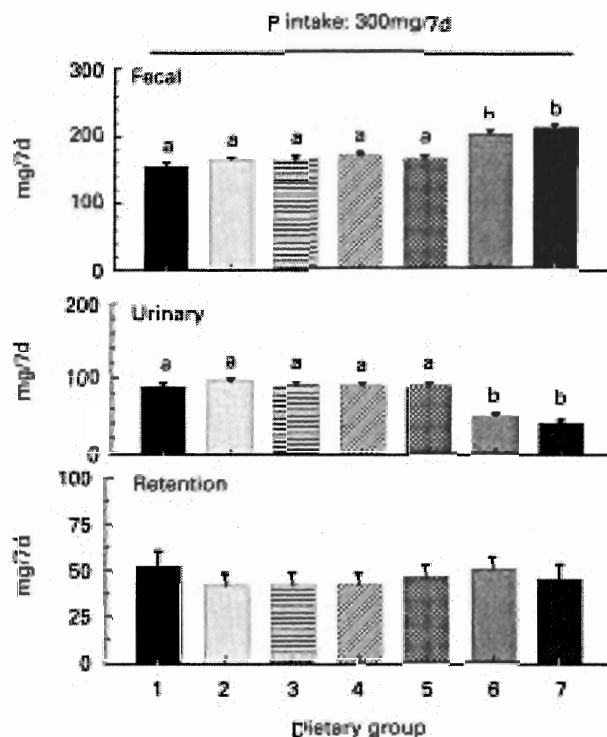 P intake: 300mg/7d
300
Fecal
a a a a a b b
200
mg/7d
100
0
200
Urinary
a a a a a b b
mg/7d
100
0
100
Retention
75
mg/7d
50
25
0
1 2 3 4 5 6 7
Dietary group